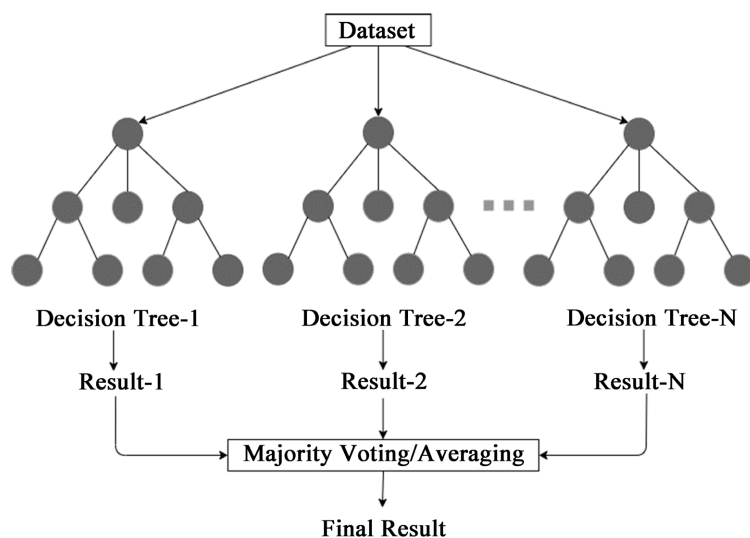 Dataset
Decision Tree-1
Decision Tree-2
Decision Tree-N
Result-1
Result-2
Result-N
Majority Voting/Averaging
Final Result